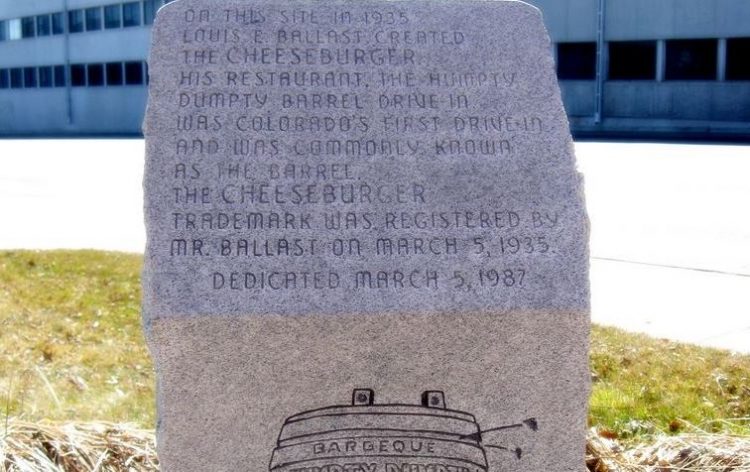 ON THIS SITE IN 1935
LOUIS E. BALLAST CREATED
THE CHEESEBURGER.
HIS RESTAURANT, THE HUMPTY
DUMPTY BARREL DRIVE-IN
WAS COLORADO'S FIRST DRIVE-IN
AND WAS COMMONLY KNOWN
AS THE BARREL.
THE CHEESEBURGER
TRADEMARK WAS REGISTERED BY
MR. BALLAST ON MARCH 5, 1935.
DEDICATED MARCH 5, 1987
BARBEQUE